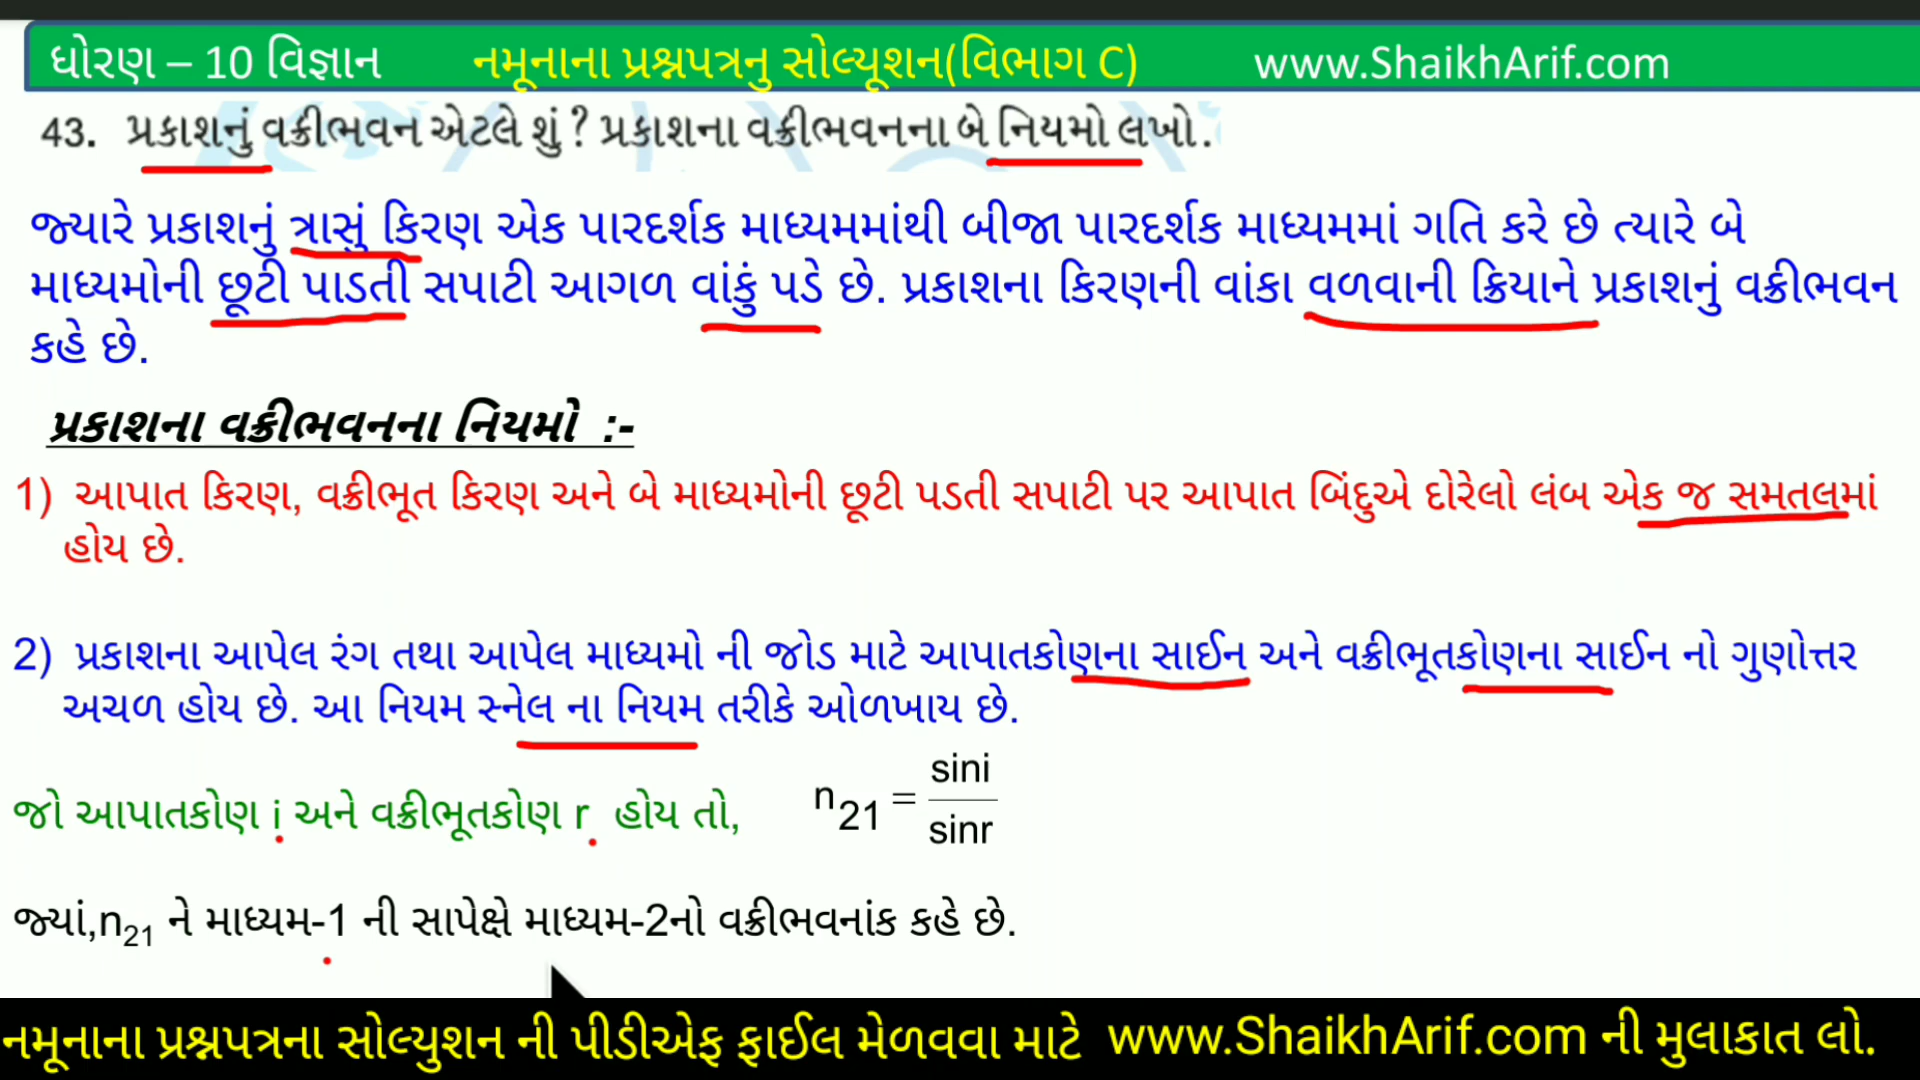 ધોરણ – 10 વિજ્ઞાન નમૂનાના પ્રશ્નપત્રનુ સોલ્યૂશન(વિભાગ C) www.ShaikhArif.com
43. પ્રકાશનું વક્રીભવન એટલે શું ? પ્રકાશના વક્રીભવનના બે નિયમો લખો.
જ્યારે પ્રકાશનું ત્રાસું કિરણ એક પારદર્શક માધ્યમમાંથી બીજા પારદર્શક માધ્યમમાં ગતિ કરે છે ત્યારે બે
માધ્યમોની છૂટી પાડતી સપાટી આગળ વાંકું પડે છે. પ્રકાશના કિરણની વાંકા વળવાની ક્રિયાને પ્રકાશનું વક્રીભવન
કહે છે.
પ્રકાશના વક્રીભવનના નિયમો :-
1) આપાત કિરણ, વક્રીભૂત કિરણ અને બે માધ્યમોની છૂટી પડતી સપાટી પર આપાત બિંદુએ દોરેલો લંબ એક જ સમતલમાં
હોય છે.
2) પ્રકાશના આપેલ રંગ તથા આપેલ માધ્યમો ની જોડ માટે આપાતકોણના સાઈન અને વક્રીભૂતકોણના સાઈન નો ગુણોત્તર
અચળ હોય છે. આ નિયમ સ્નેલ ના નિયમ તરીકે ઓળખાય છે.
જો આપાતકોણ i અને વક્રીભૂતકોણ r હોય તો, n21 = sini/sinr
જ્યાં,n21 ને માધ્યમ-1 ની સાપેક્ષે માધ્યમ-2નો વક્રીભવનાંક કહે છે.
નમૂનાના પ્રશ્નપત્રના સોલ્યુશન ની પીડીએફ ફાઈલ મેળવવા માટે www.ShaikhArif.com ની મુલાકાત લો.